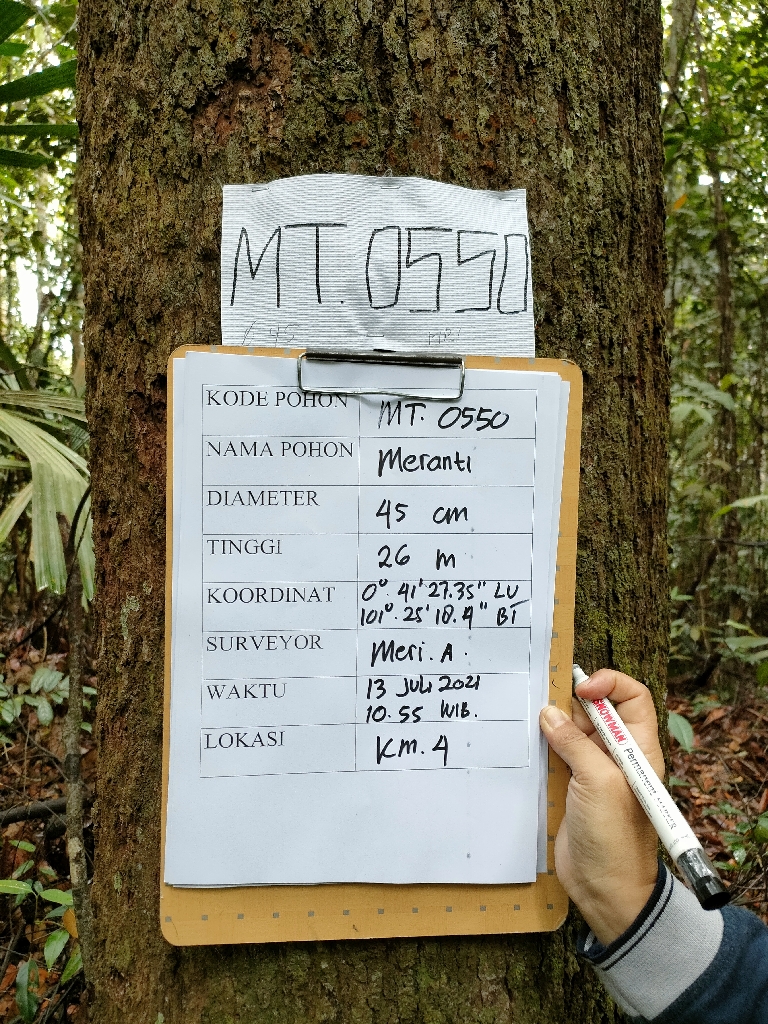 MT. 0550
KODE POHON MT. 0550
NAMA POHON Meranti
DIAMETER 45 cm
TINGGI 26 m
KOORDINAT 0°. 41' 27.35" LU
101°. 25' 18.4" BT
SURVEYOR Meri. A.
WAKTU 13 Juli 2021
10.55 WIB.
LOKASI Km. 4
SNOWMAN Permanent MARKER